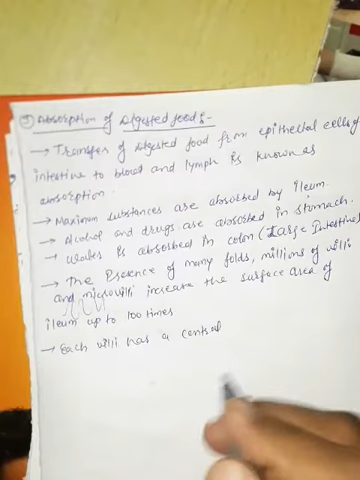 ⑤ Absorption of Digested food :-
→ Transfer of digested food from epithelial cells of
intestine to blood and lymph is known as
absorption.
→ Maximum substances are absorbed by ileum.
→ Alcohol and drugs are absorbed in stomach.
→ Water is absorbed in colon (Large Intestine
→ The Presence of many folds, millions of villi
and microvilli increase the surface area of
ileum up to 100 times
→ Each villi has a central